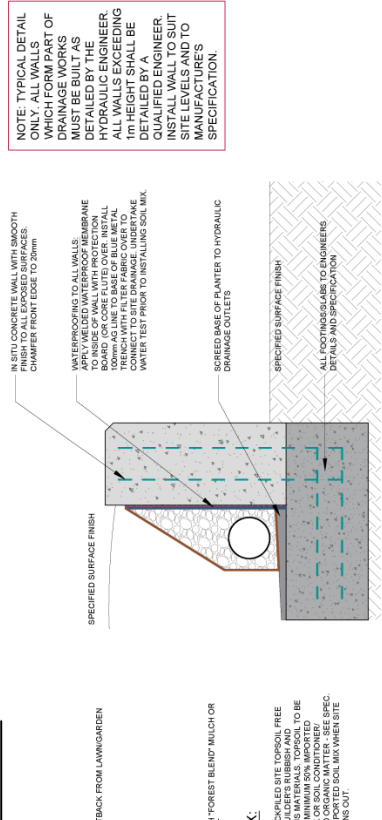 NOTE: TYPICAL DETAIL
ONLY. ALL WALLS
WHICH FORM PART OF
DRAINAGE WORKS
MUST BE BUILT AS
DETAILED BY THE
HYDRAULIC ENGINEER.
ALL WALLS EXCEEDING
1m HEIGHT SHALL BE
DETAILED BY A
QUALIFIED ENGINEER.
INSTALL WALL TO SUIT
SITE LEVELS AND TO
MANUFACTURE'S
SPECIFICATION.
IN SITU CONCRETE WALL WITH SMOOTH
FINISH TO ALL EXPOSED SURFACES.
CHAMFER FRONT EDGE TO 20mm
WATERPROOFING TO ALL WALLS:
APPLY WELDED WATERPROOF MEMBRANE
TO INSIDE OF WALL WITH PROTECTION
BOARD (OR CORE FLUTE) OVER. INSTALL
100mm AG LINE TO BASE OF BLUE METAL
TRENCH WITH FILTER FABRIC OVER TO
CONNECT TO SITE DRAINAGE. UNDERTAKE
WATER TEST PRIOR TO INSTALLING SOIL MIX.
SCREED BASE OF PLANTER TO HYDRAULIC
DRAINAGE OUTLETS
SPECIFIED SURFACE FINISH
ALL FOOTINGS/SLABS TO ENGINEERS
DETAILS AND SPECIFICATION
SPECIFIED SURFACE FINISH
TBACK FROM LAWN/GARDEN
"FOREST BLEND" MULCH OR
CKPILED SITE TOPSOIL FREE
ULDER'S RUBBISH AND
S MATERIALS. TOPSOIL TO BE
MINIMUM 50% IMPORTED
OR SOIL CONDITIONER/
ORGANIC MATTER - SEE SPEC.
PORTED SOIL MIX WHEN SITE
NS OUT.